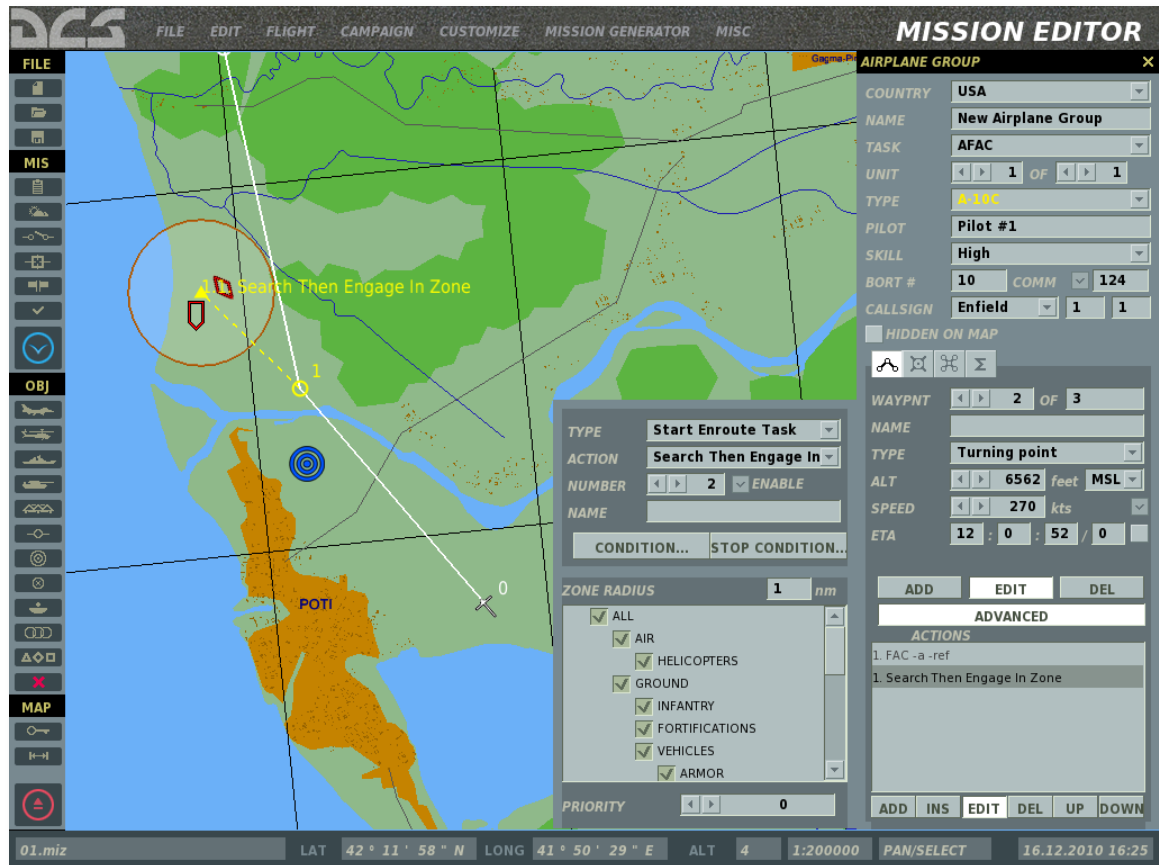 DCS FILE EDIT FLIGHT CAMPAIGN CUSTOMIZE MISSION GENERATOR MISC MISSION EDITOR
FILE
MIS
OBJ
MAP
Gagma-Pi
1 1. Search Then Engage In Zone
1
0
POTI
TYPE Start Enroute Task
ACTION Search Then Engage In
NUMBER 2 ENABLE
NAME
CONDITION... STOP CONDITION...
ZONE RADIUS 1 nm
ALL
AIR
HELICOPTERS
GROUND
INFANTRY
FORTIFICATIONS
VEHICLES
ARMOR
PRIORITY 0
AIRPLANE GROUP X
COUNTRY USA
NAME New Airplane Group
TASK AFAC
UNIT 1 OF 1
TYPE A-10C
PILOT Pilot #1
SKILL High
BORT # 10 COMM 124
CALLSIGN Enfield 1 1
HIDDEN ON MAP
Σ
WAYPNT 2 OF 3
NAME
TYPE Turning point
ALT 6562 feet MSL
SPEED 270 kts
ETA 12 : 0 : 52 / 0
ADD EDIT DEL
ADVANCED
ACTIONS
1. FAC -a -ref
1. Search Then Engage In Zone
ADD INS EDIT DEL UP DOWN
01.miz LAT 42 ° 11 ' 58 " N LONG 41 ° 50 ' 29 " E ALT 4 1:200000 PAN/SELECT 16.12.2010 16:25